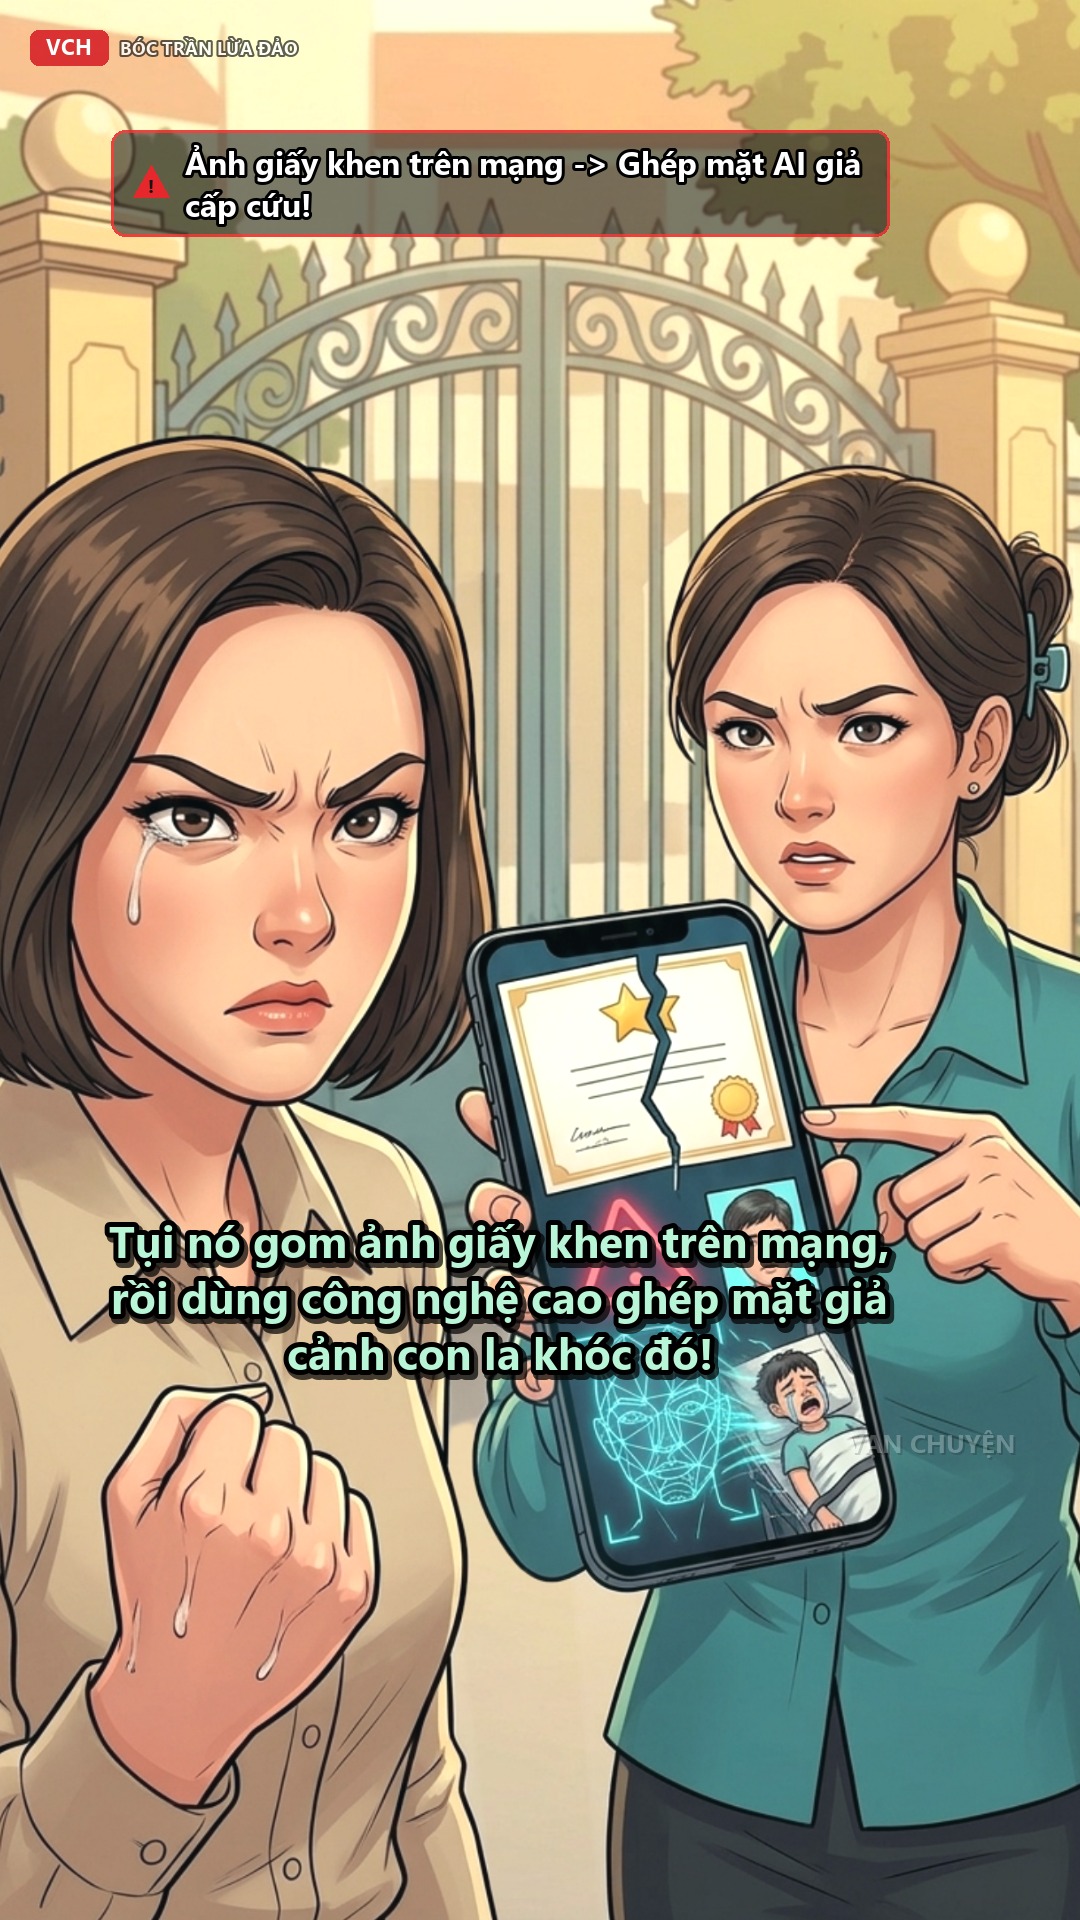 VCH BÓC TRẦN LỪA ĐẢO
Ảnh giấy khen trên mạng -> Ghép mặt AI giả
cấp cứu!
Tụi nó gom ảnh giấy khen trên mạng,
rồi dùng công nghệ cao ghép mặt giả
cảnh con la khóc đó!
VẠN CHUYỆN